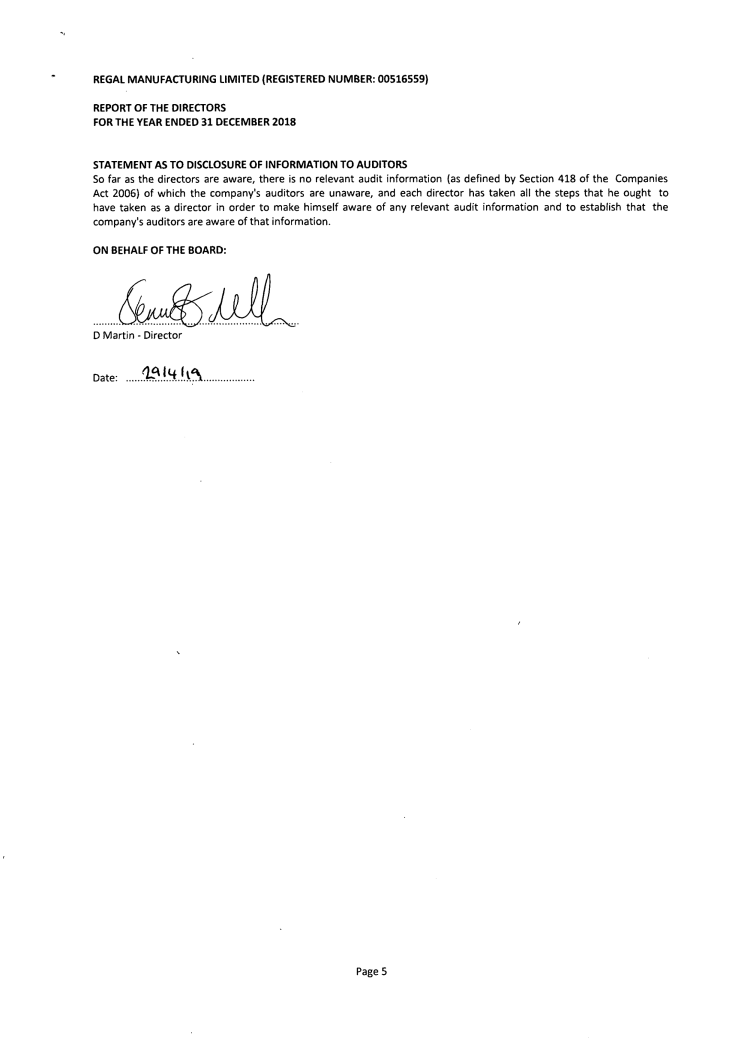 REGAL MANUFACTURING LIMITED (REGISTERED NUMBER: 00516559)
REPORT OF THE DIRECTORS
FOR THE YEAR ENDED 31 DECEMBER 2018
STATEMENT AS TO DISCLOSURE OF INFORMATION TO AUDITORS
So far as the directors are aware, there is no relevant audit information (as defined by Section 418 of the Companies
Act 2006) of which the company's auditors are unaware, and each director has taken all the steps that he ought to
have taken as a director in order to make himself aware of any relevant audit information and to establish that the
company's auditors are aware of that information.
ON BEHALF OF THE BOARD:
D Martin - Director
Date: 29/4/19
Page 5